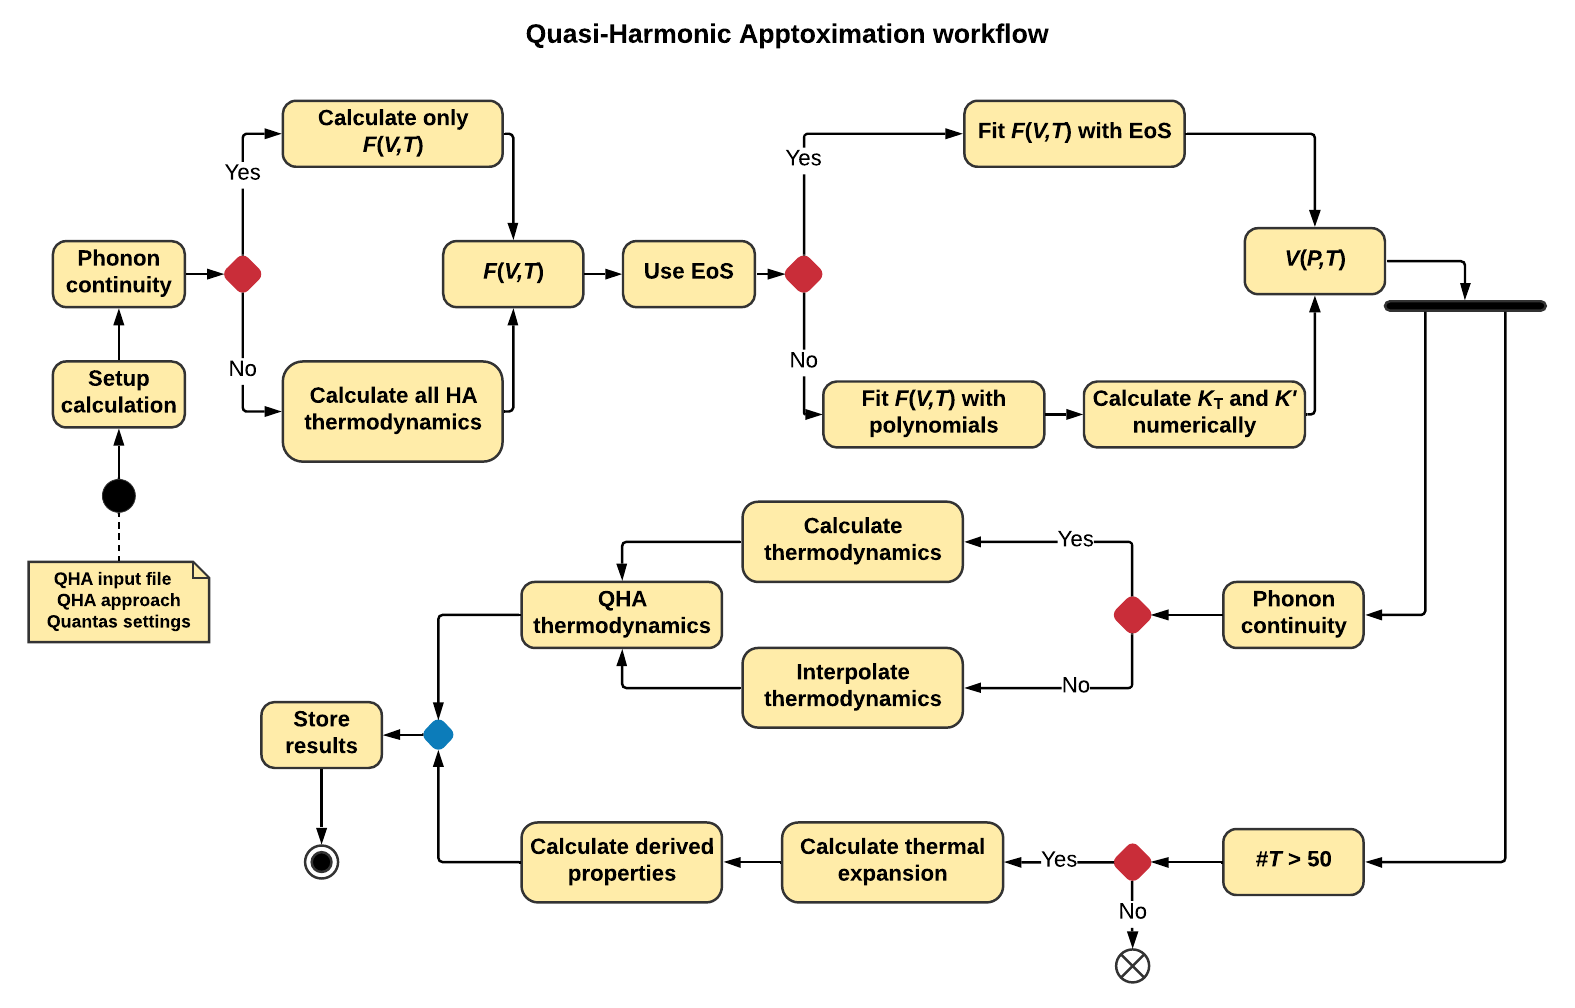 Quasi-Harmonic Apptoximation workflow
Calculate only
F(V,T)
Yes
Phonon
continuity
No
Calculate all HA
thermodynamics
Setup
calculation
QHA input file
QHA approach
Quantas settings
F(V,T)
Use EoS
Yes
Fit F(V,T) with EoS
No
Fit F(V,T) with
polynomials
Calculate KT and K'
numerically
V(P,T)
Phonon
continuity
Yes
Calculate
thermodynamics
No
Interpolate
thermodynamics
QHA
thermodynamics
#T > 50
Yes
No
Calculate thermal
expansion
Calculate derived
properties
Store
results